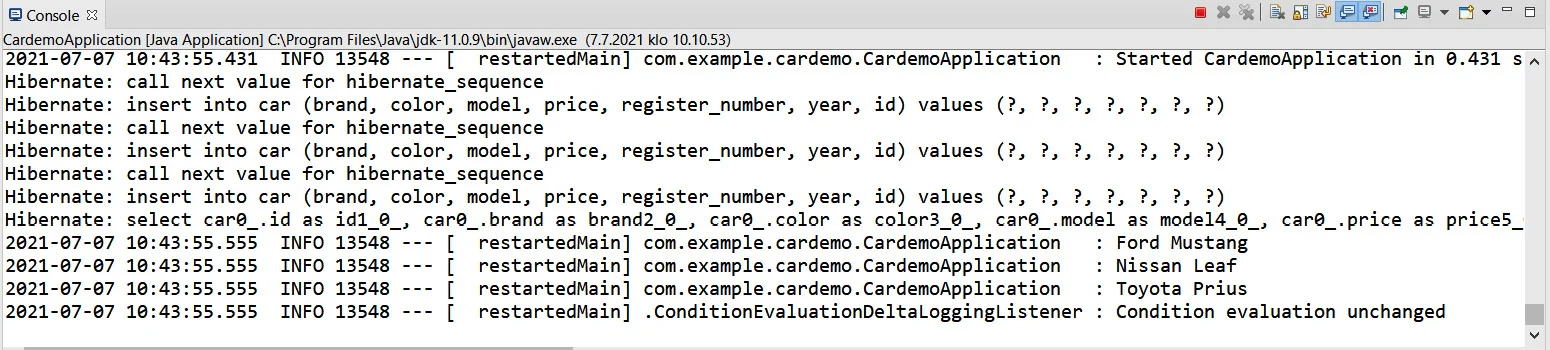 Console
CardemoApplication [Java Application] C:\Program Files\Java\jdk-11.0.9\bin\javaw.exe (7.7.2021 klo 10.10.53)
2021-07-07 10:43:55.431  INFO 13548 --- [  restartedMain] com.example.cardemo.CardemoApplication   : Started CardemoApplication in 0.431 s
Hibernate: call next value for hibernate_sequence
Hibernate: insert into car (brand, color, model, price, register_number, year, id) values (?, ?, ?, ?, ?, ?, ?)
Hibernate: call next value for hibernate_sequence
Hibernate: insert into car (brand, color, model, price, register_number, year, id) values (?, ?, ?, ?, ?, ?, ?)
Hibernate: call next value for hibernate_sequence
Hibernate: insert into car (brand, color, model, price, register_number, year, id) values (?, ?, ?, ?, ?, ?, ?)
Hibernate: select car0_.id as id1_0_, car0_.brand as brand2_0_, car0_.color as color3_0_, car0_.model as model4_0_, car0_.price as price5_
2021-07-07 10:43:55.555  INFO 13548 --- [  restartedMain] com.example.cardemo.CardemoApplication   : Ford Mustang
2021-07-07 10:43:55.555  INFO 13548 --- [  restartedMain] com.example.cardemo.CardemoApplication   : Nissan Leaf
2021-07-07 10:43:55.555  INFO 13548 --- [  restartedMain] com.example.cardemo.CardemoApplication   : Toyota Prius
2021-07-07 10:43:55.555  INFO 13548 --- [  restartedMain] .ConditionEvaluationDeltaLoggingListener : Condition evaluation unchanged